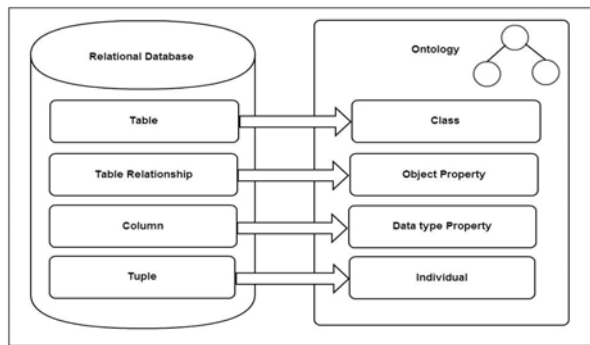 Relational Database
Ontology
Table
Class
Table Relationship
Object Property
Column
Data type Property
Tuple
Individual